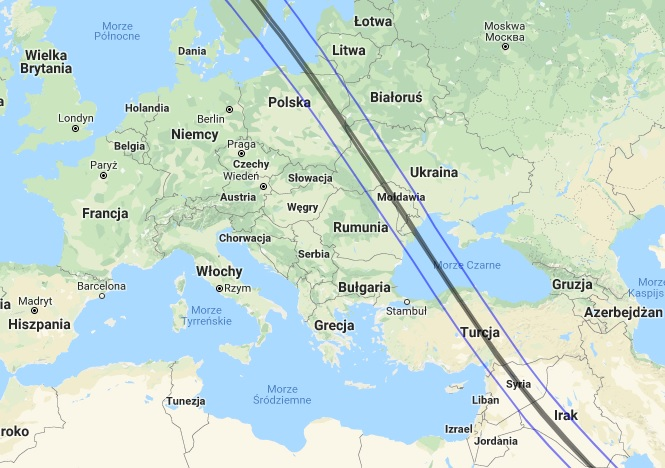 Morze
Północne
Łotwa
Moskwa
Москва
Wielka
Brytania
Dania
Litwa
Polska
Białoruś
Londyn
Holandia
Berlin
Niemcy
Belgia
Praga
Paryż
Czechy
Ukraina
Wiedeń
Słowacja
Austria
Mołdawia
Węgry
Francja
Rumunia
Chorwacja
Serbia
Morze Czarne
Włochy
Barcelona
Rzym
Bułgaria
Gruzja
Morze
Kaspijs
ia
Madryt
Hiszpania
Morze
Tyrreńskie
Stambuł
Azerbejdżan
Grecja
Turcja
Morze
Śródziemne
Syria
Tunezja
Liban
Irak
roko
Izrael
Jordania